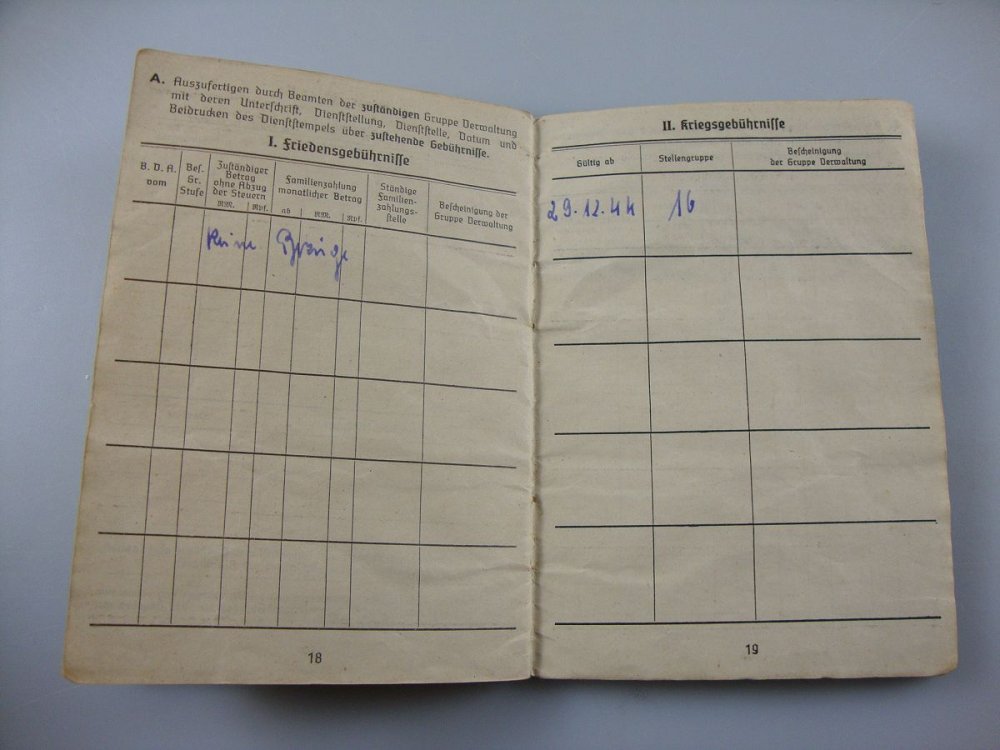 A. Auszufertigen durch Beamten der zuständigen Gruppe Verwaltung
mit deren Unterschrift, Dienststellung, Dienststelle, Datum und
Beidrucken des Dienststempels über zustehende Gebührnisse.
I. Friedensgebührnisse
B. D. A.
vom
Bes.
Gr.
Stufe
Zuständiger
Betrag
ohne Abzug
der Steuern
RM. Rpf.
Familienzahlung
monatlicher Betrag
ab RM. Rpf.
Ständige
Familien-
zahlungs-
stelle
Bescheinigung der
Gruppe Verwaltung
Keine Bezüge
18
II. Kriegsgebührnisse
Gültig ab
Stellengruppe
Bescheinigung
der Gruppe Verwaltung
29.12.44 16
19